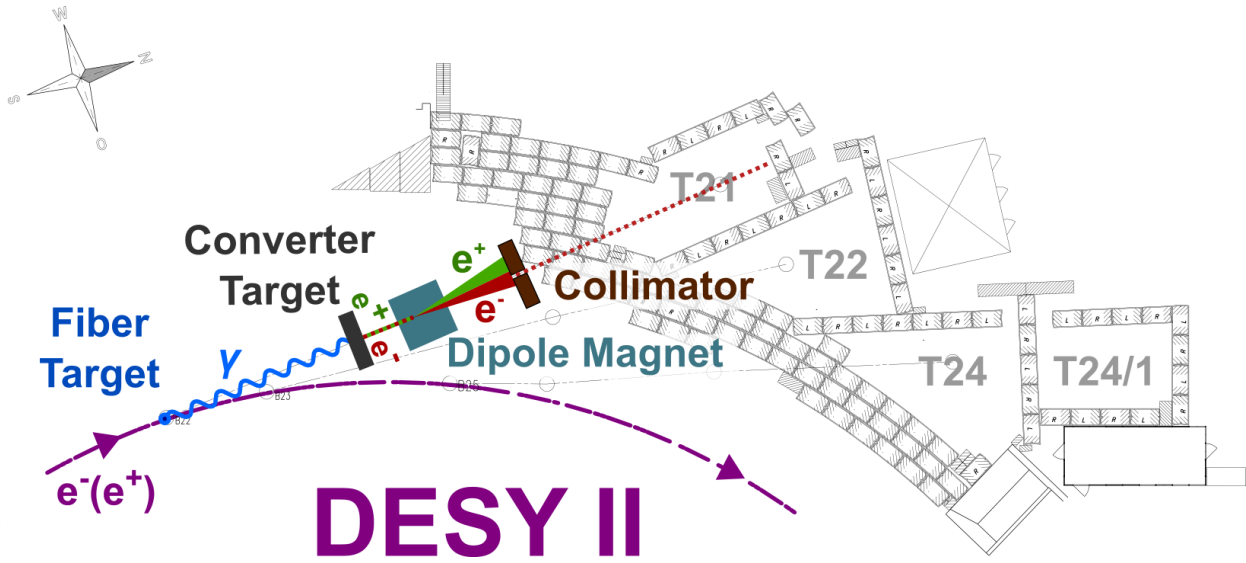 W
N
S
O
Converter
Target
Fiber
Target
γ
e+
e-
e+
e-
Collimator
Dipole Magnet
T21
T22
T24
T24/1
B22
B23
B25
e-(e+)
DESY II
R
R
R
L
R
L
R
R
R
L
R
L
R
L
R
L